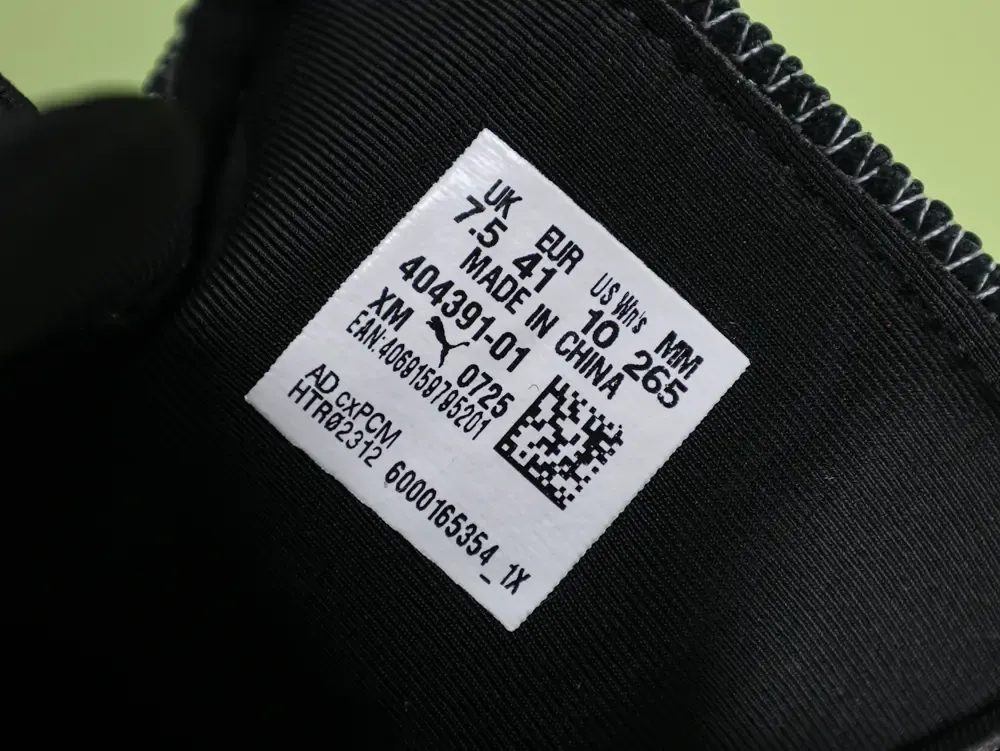 UK EUR US Wn's MM
7.5 41 10 265
MADE IN CHINA
404391-01
XM 0725
EAN:4069159795201
AD cxPCM
HTRØ2312 6000165354_1X